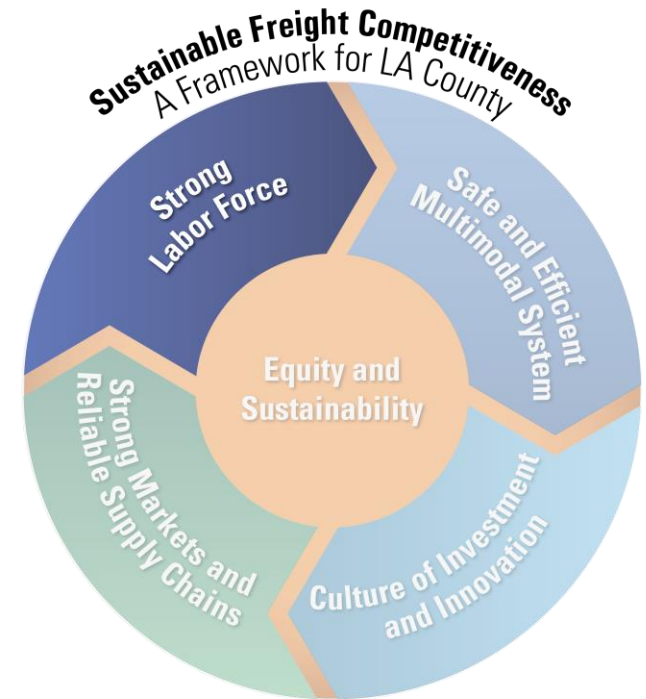 Sustainable Freight Competitiveness
A Framework for LA County
Strong
Labor Force
Safe and Efficient
Multimodal System
Equity and
Sustainability
Strong Markets and
Reliable Supply Chains
Culture of Investment
and Innovation